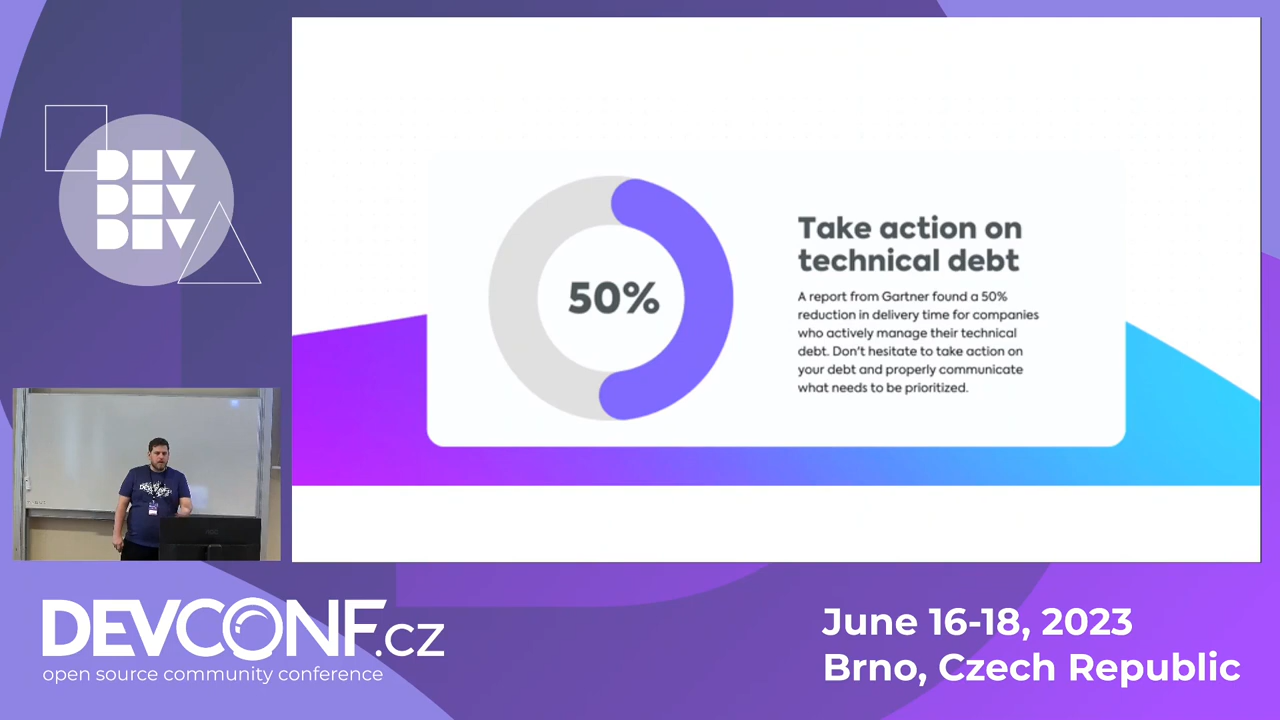 DEV
DEV
DEV
50%
Take action on
technical debt
A report from Gartner found a 50%
reduction in delivery time for companies
who actively manage their technical
debt. Don't hesitate to take action on
your debt and properly communicate
what needs to be prioritized.
DEVCONF.cz
open source community conference
June 16-18, 2023
Brno, Czech Republic